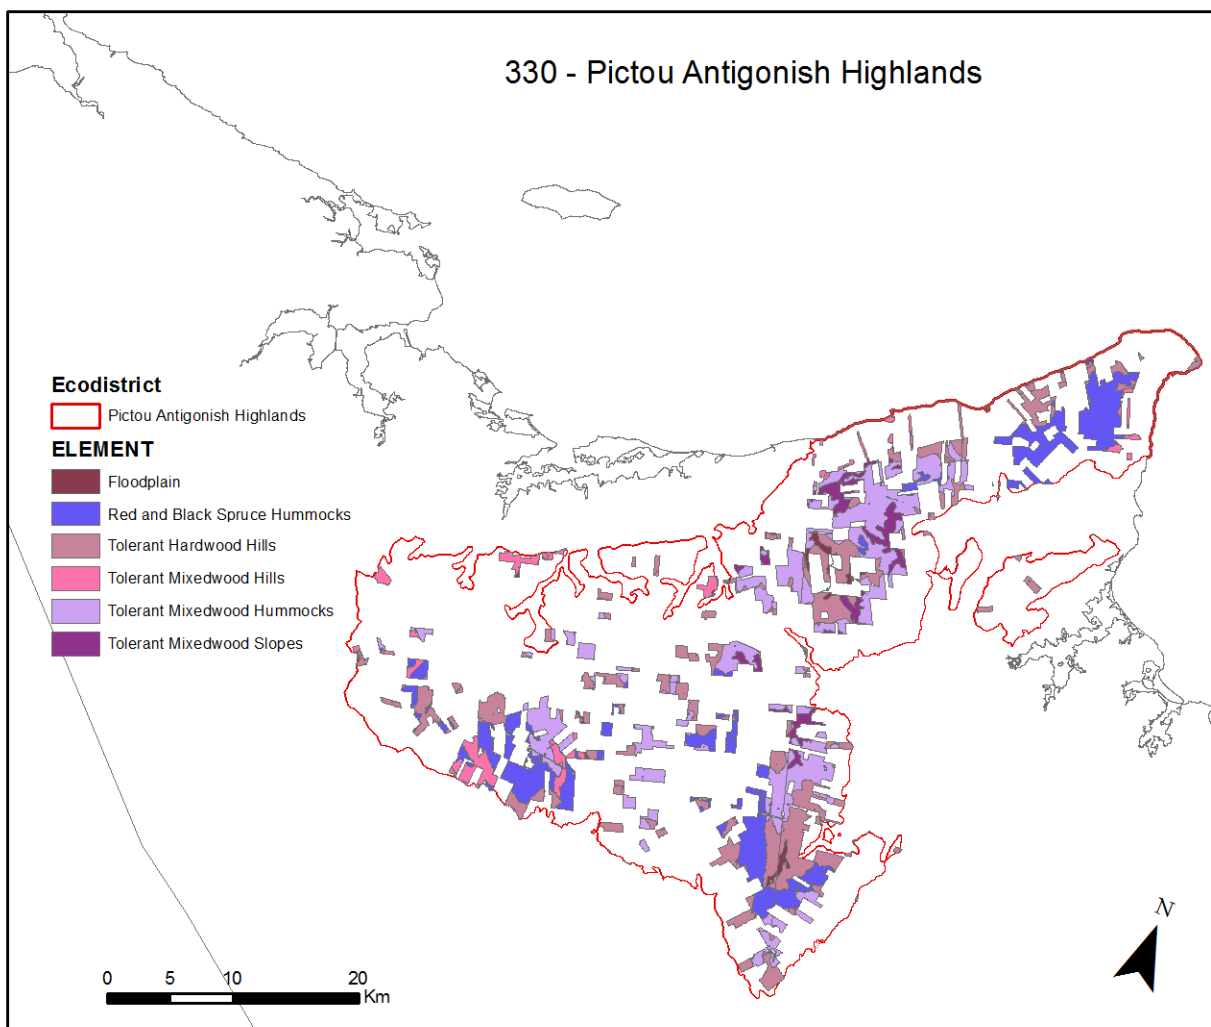 330 - Pictou Antigonish Highlands
Ecodistrict
Pictou Antigonish Highlands
ELEMENT
Floodplain
Red and Black Spruce Hummocks
Tolerant Hardwood Hills
Tolerant Mixedwood Hills
Tolerant Mixedwood Hummocks
Tolerant Mixedwood Slopes
N
0 5 10 20
Km